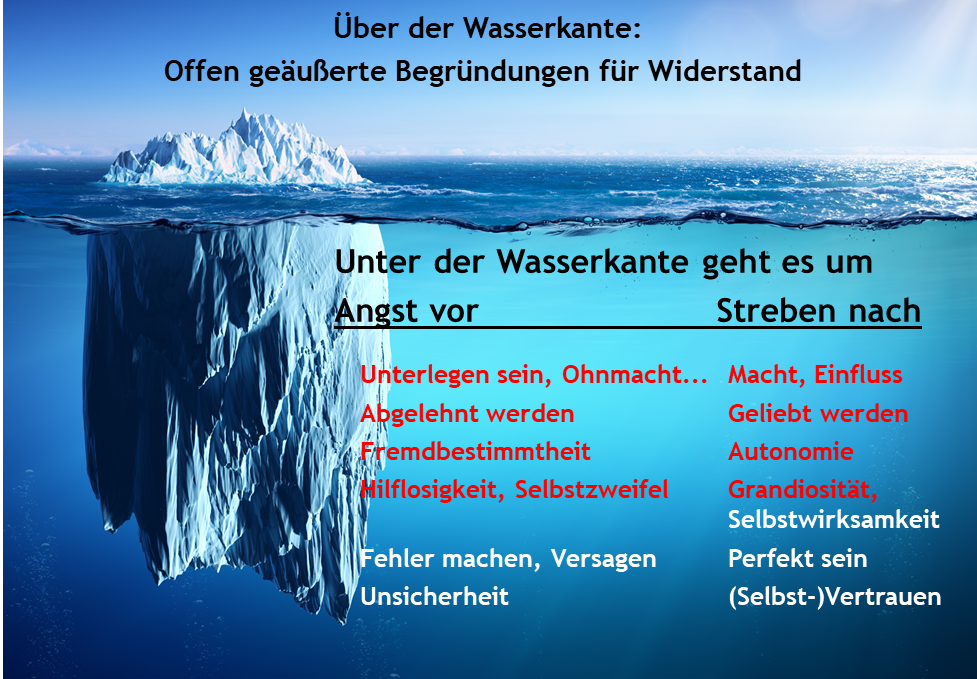 Über der Wasserkante:
Offen geäußerte Begründungen für Widerstand
Unter der Wasserkante geht es um
Angst vor Streben nach
Unterlegen sein, Ohnmacht... Macht, Einfluss
Abgelehnt werden Geliebt werden
Fremdbestimmtheit Autonomie
Hilflosigkeit, Selbstzweifel Grandiosität,
Selbstwirksamkeit
Fehler machen, Versagen Perfekt sein
Unsicherheit (Selbst-)Vertrauen